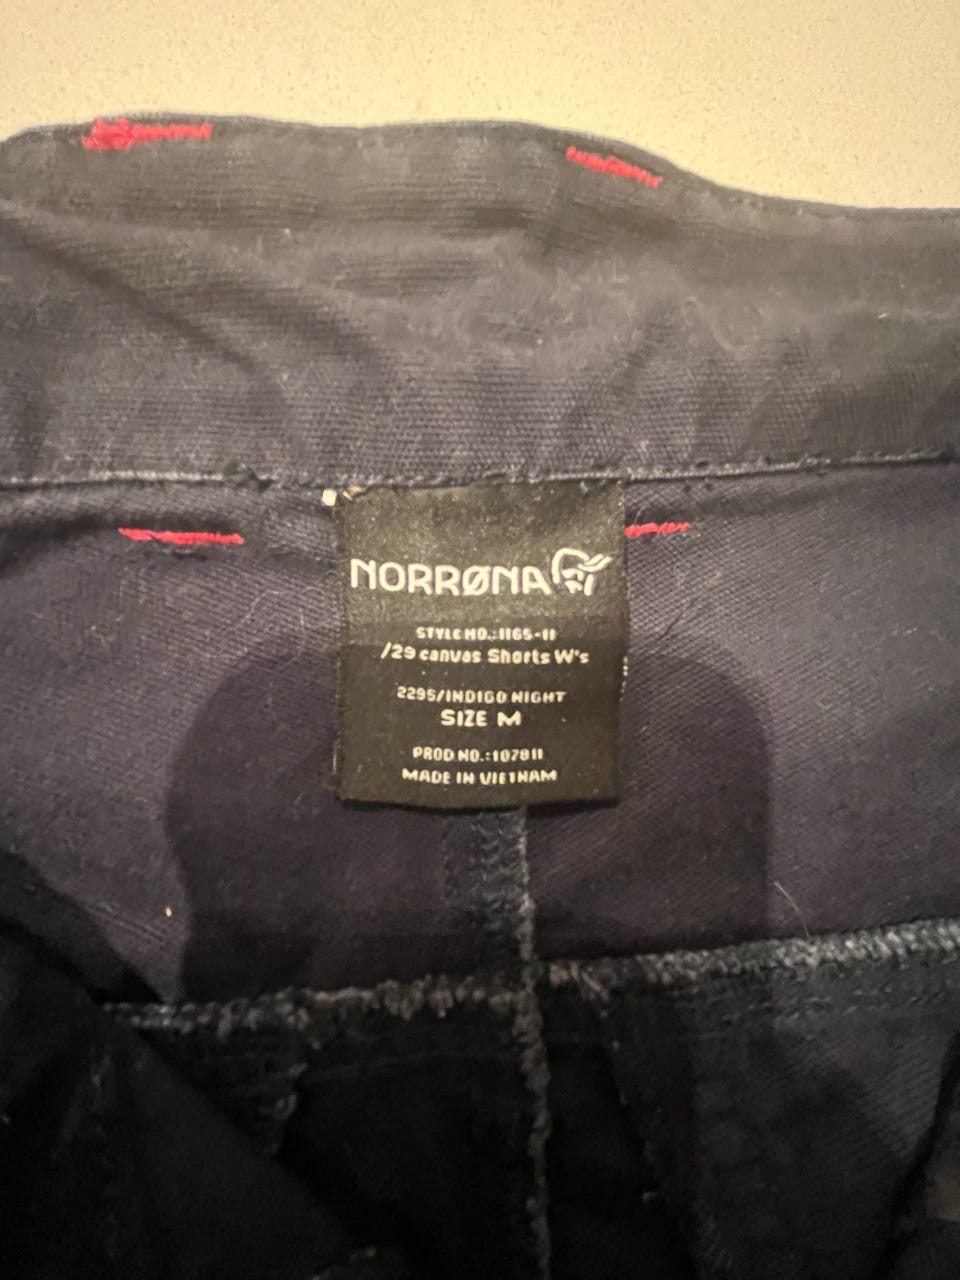 NORRØNA
STYLE NO.:1165-11
/29 canvas Shorts W's
2295/INDIGO NIGHT
SIZE M
PROD NO.:107811
MADE IN VIETNAM